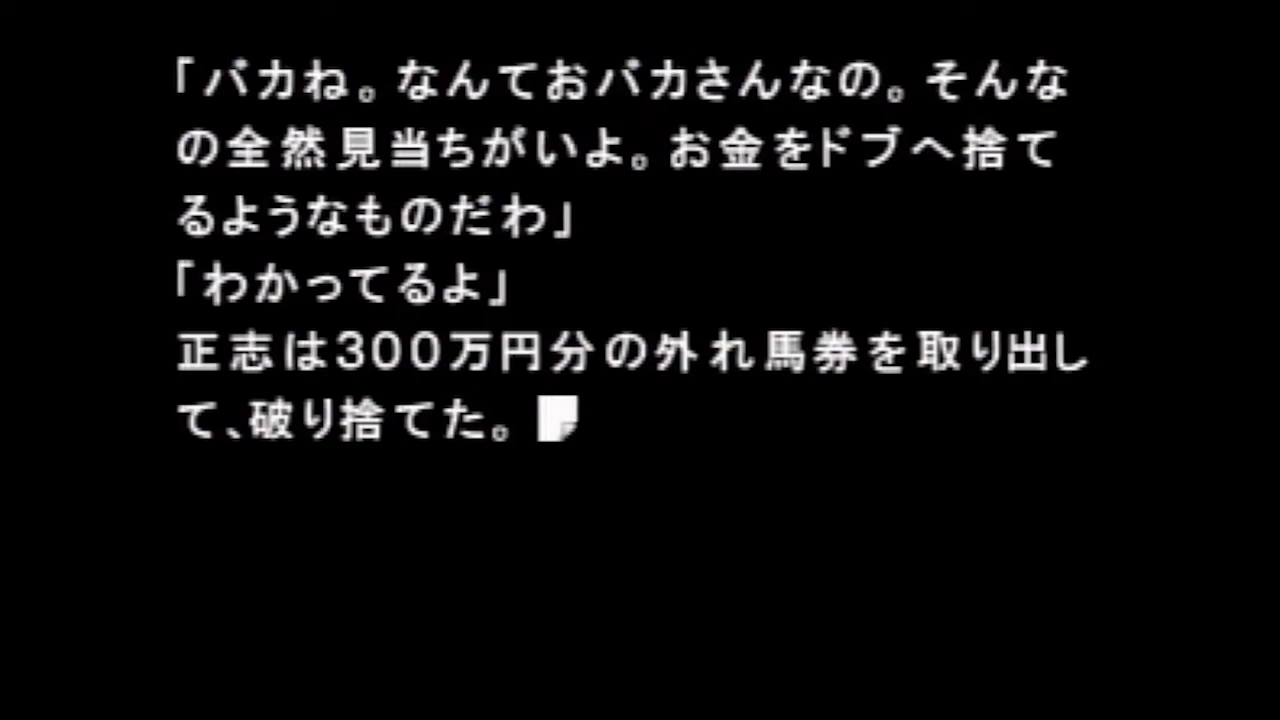 「バカね。なんておバカさんなの。そんな
の全然見当ちがいよ。お金をドブへ捨て
るようなものだわ」
「わかってるよ」
正志は300万円分の外れ馬券を取り出し
て、破り捨てた。